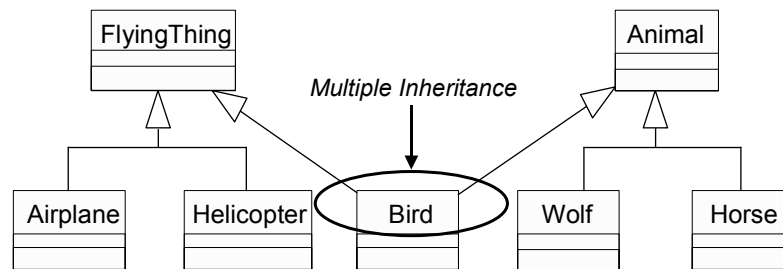 FlyingThing
Animal
Multiple Inheritance
Airplane
Helicopter
Bird
Wolf
Horse